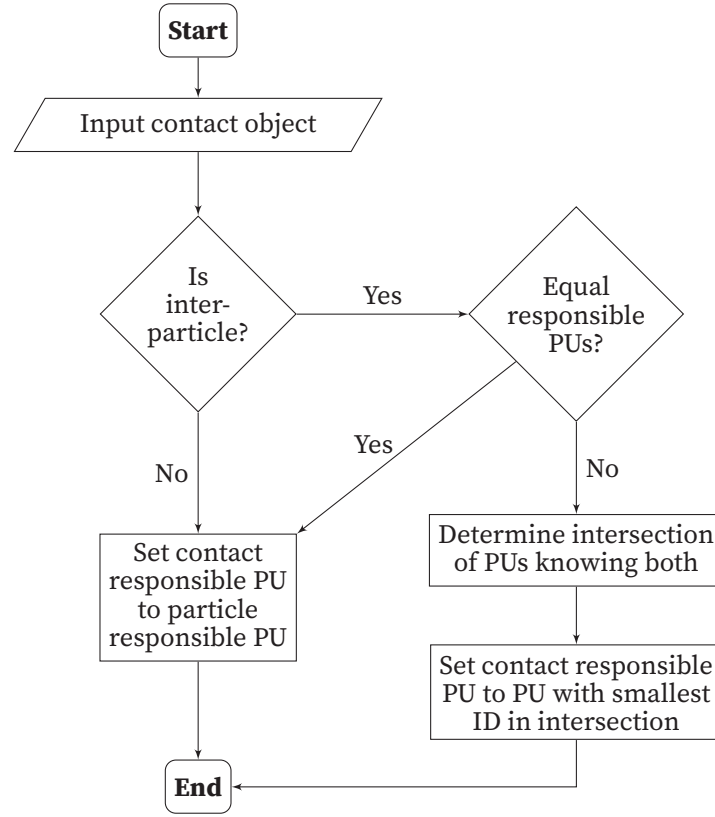 Start
Input contact object
Is
inter-
particle?
Yes
Equal
responsible
PUs?
Yes
No
No
Set contact
responsible PU
to particle
responsible PU
Determine intersection
of PUs knowing both
Set contact responsible
PU to PU with smallest
ID in intersection
End